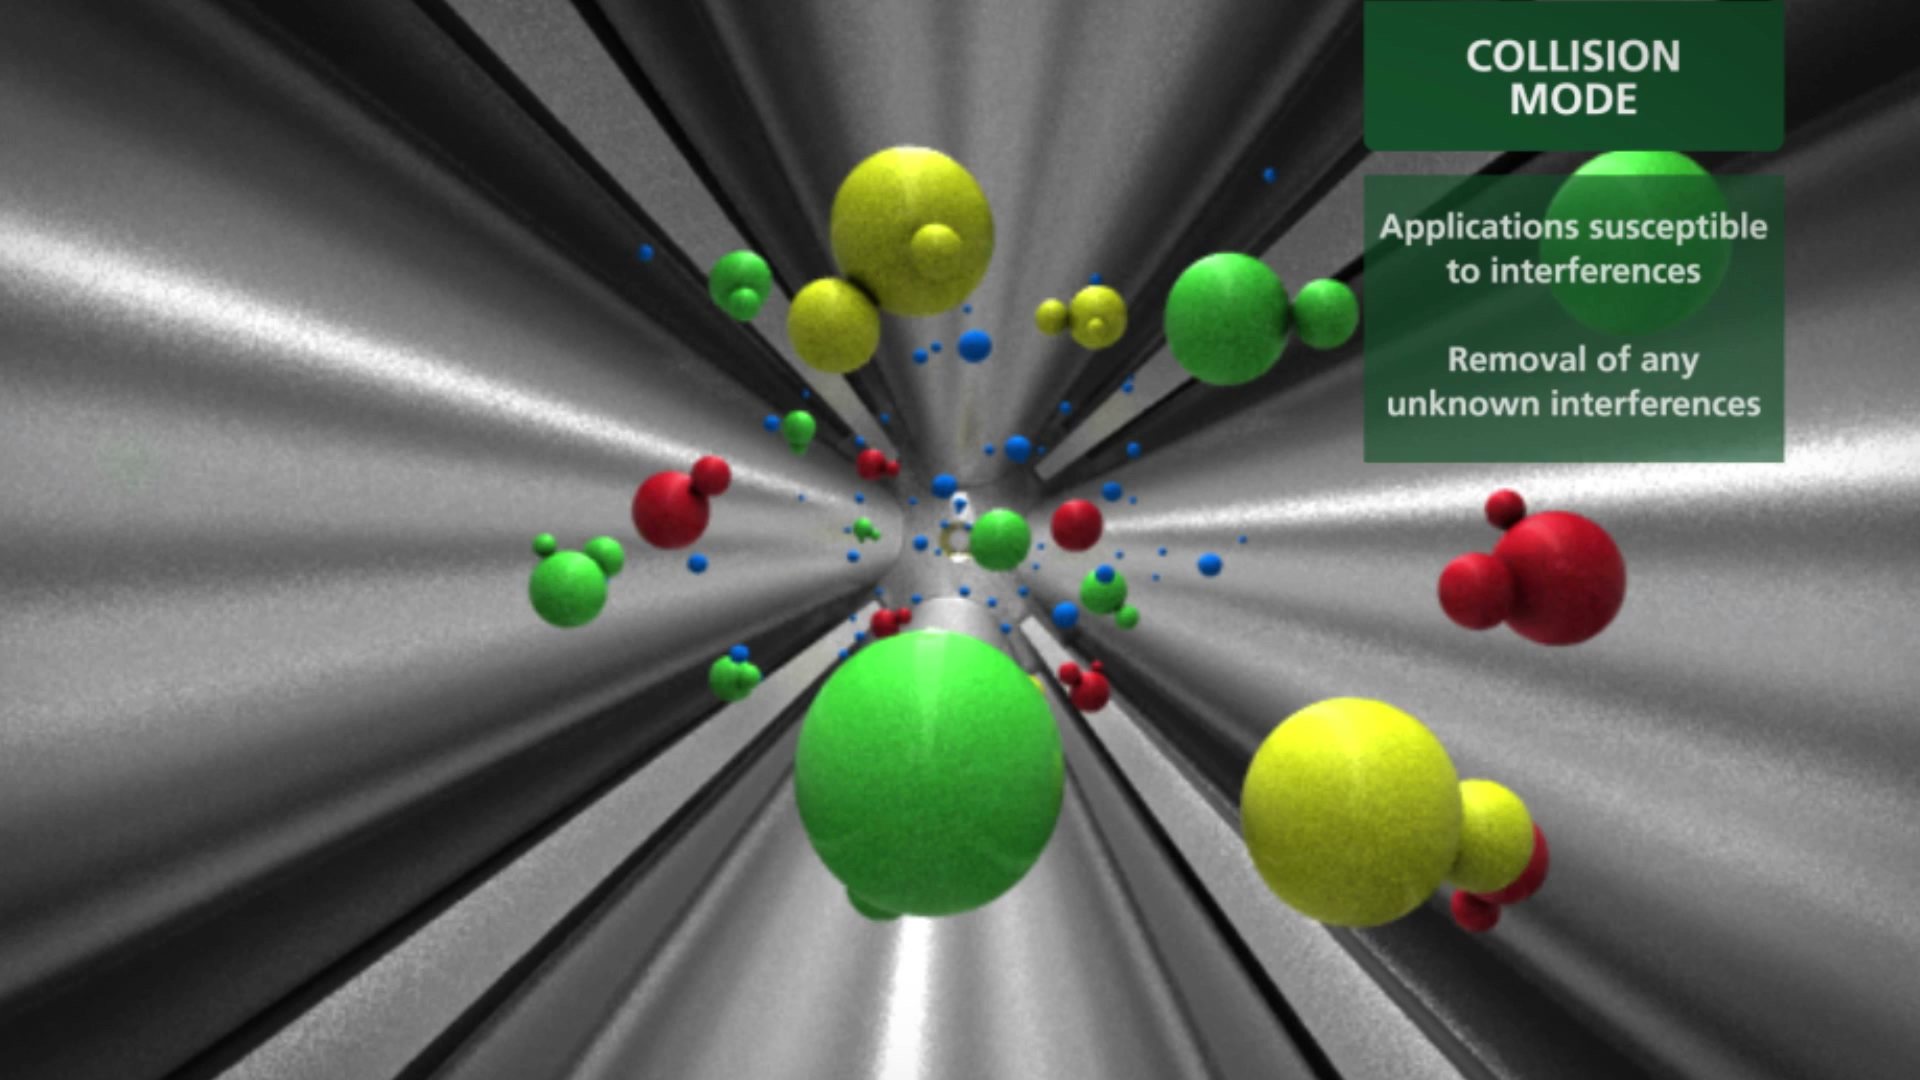 COLLISION
MODE
Applications susceptible
to interferences
Removal of any
unknown interferences